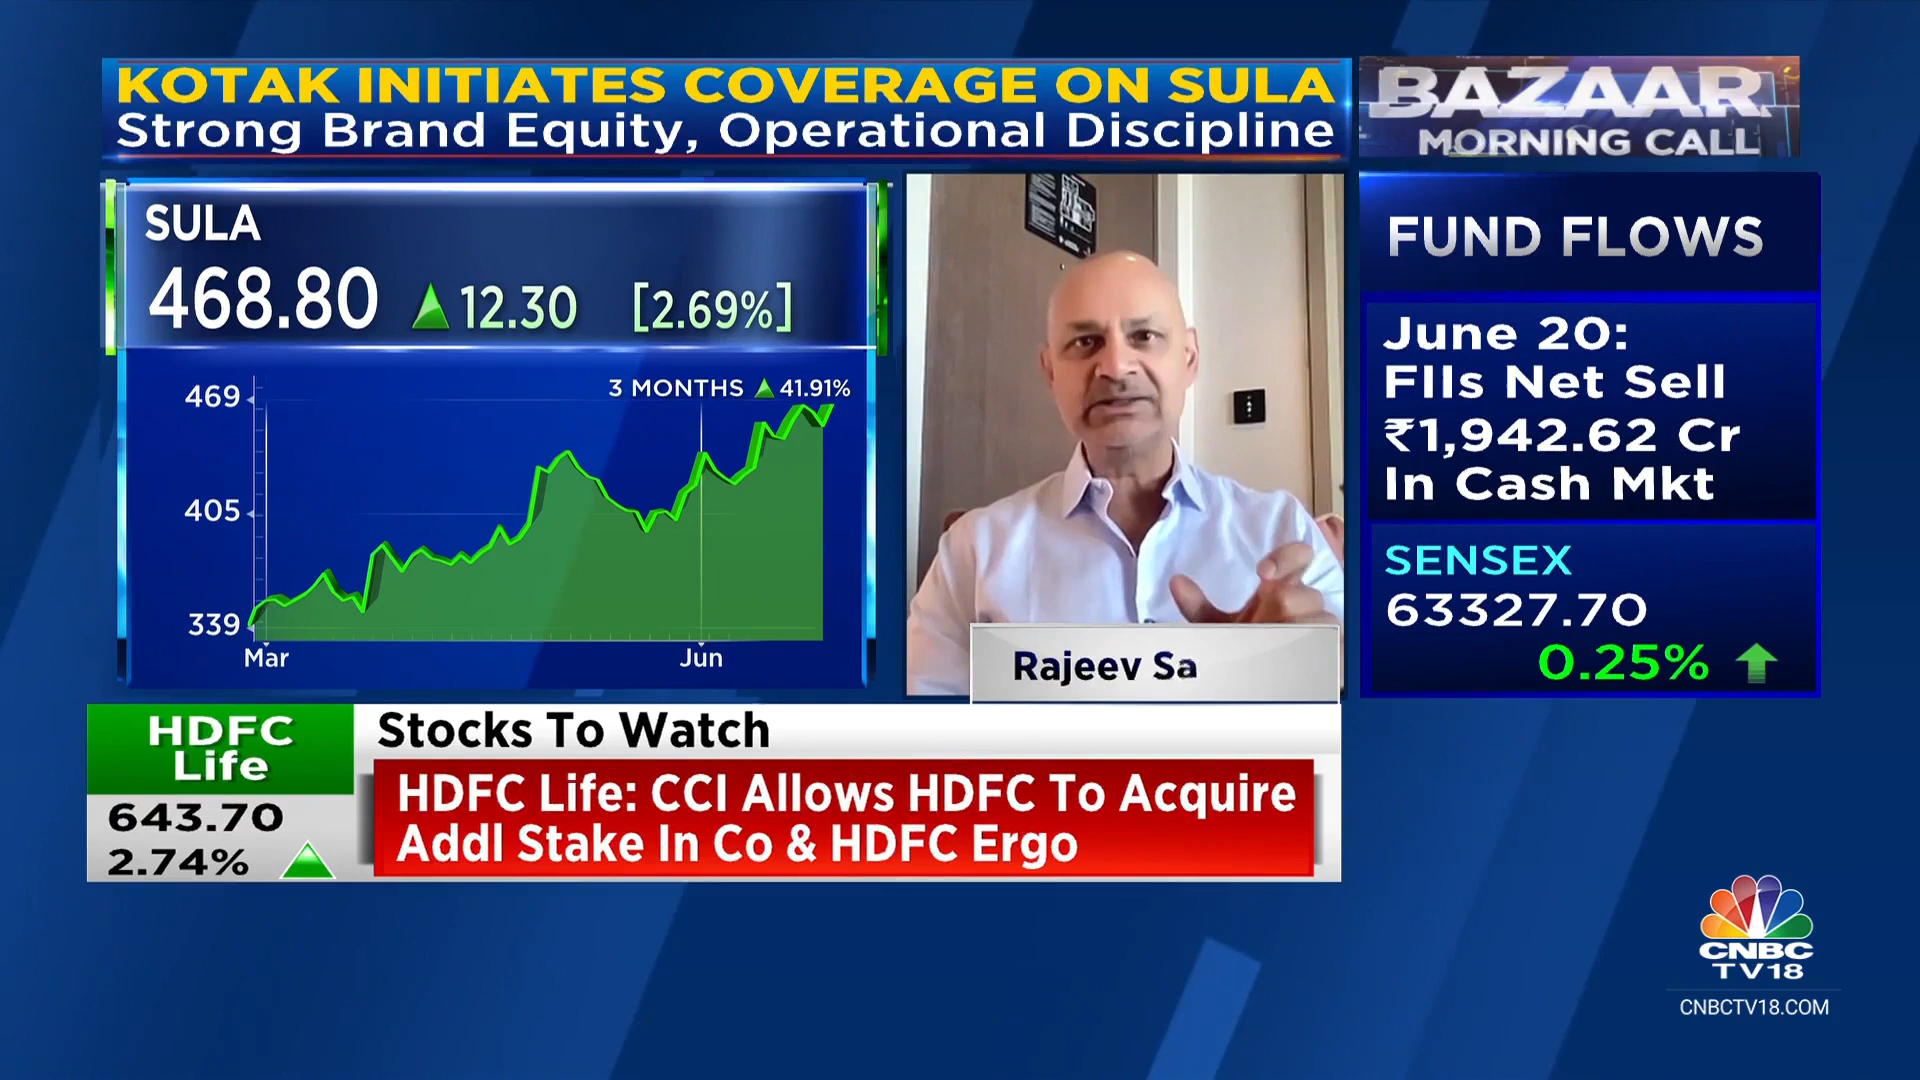 KOTAK INITIATES COVERAGE ON SULA
Strong Brand Equity, Operational Discipline
BAZAAR
MORNING CALL
SULA
468.80 ▲ 12.30 [2.69%]
3 MONTHS ▲ 41.91%
469
405
339
Mar Jun
Rajeev Sa
FUND FLOWS
June 20:
FIIs Net Sell
₹1,942.62 Cr
In Cash Mkt
SENSEX
63327.70
0.25%
HDFC
Life
643.70
2.74%
Stocks To Watch
HDFC Life: CCI Allows HDFC To Acquire
Addl Stake In Co & HDFC Ergo
CNBC
TV18
CNBCTV18.COM